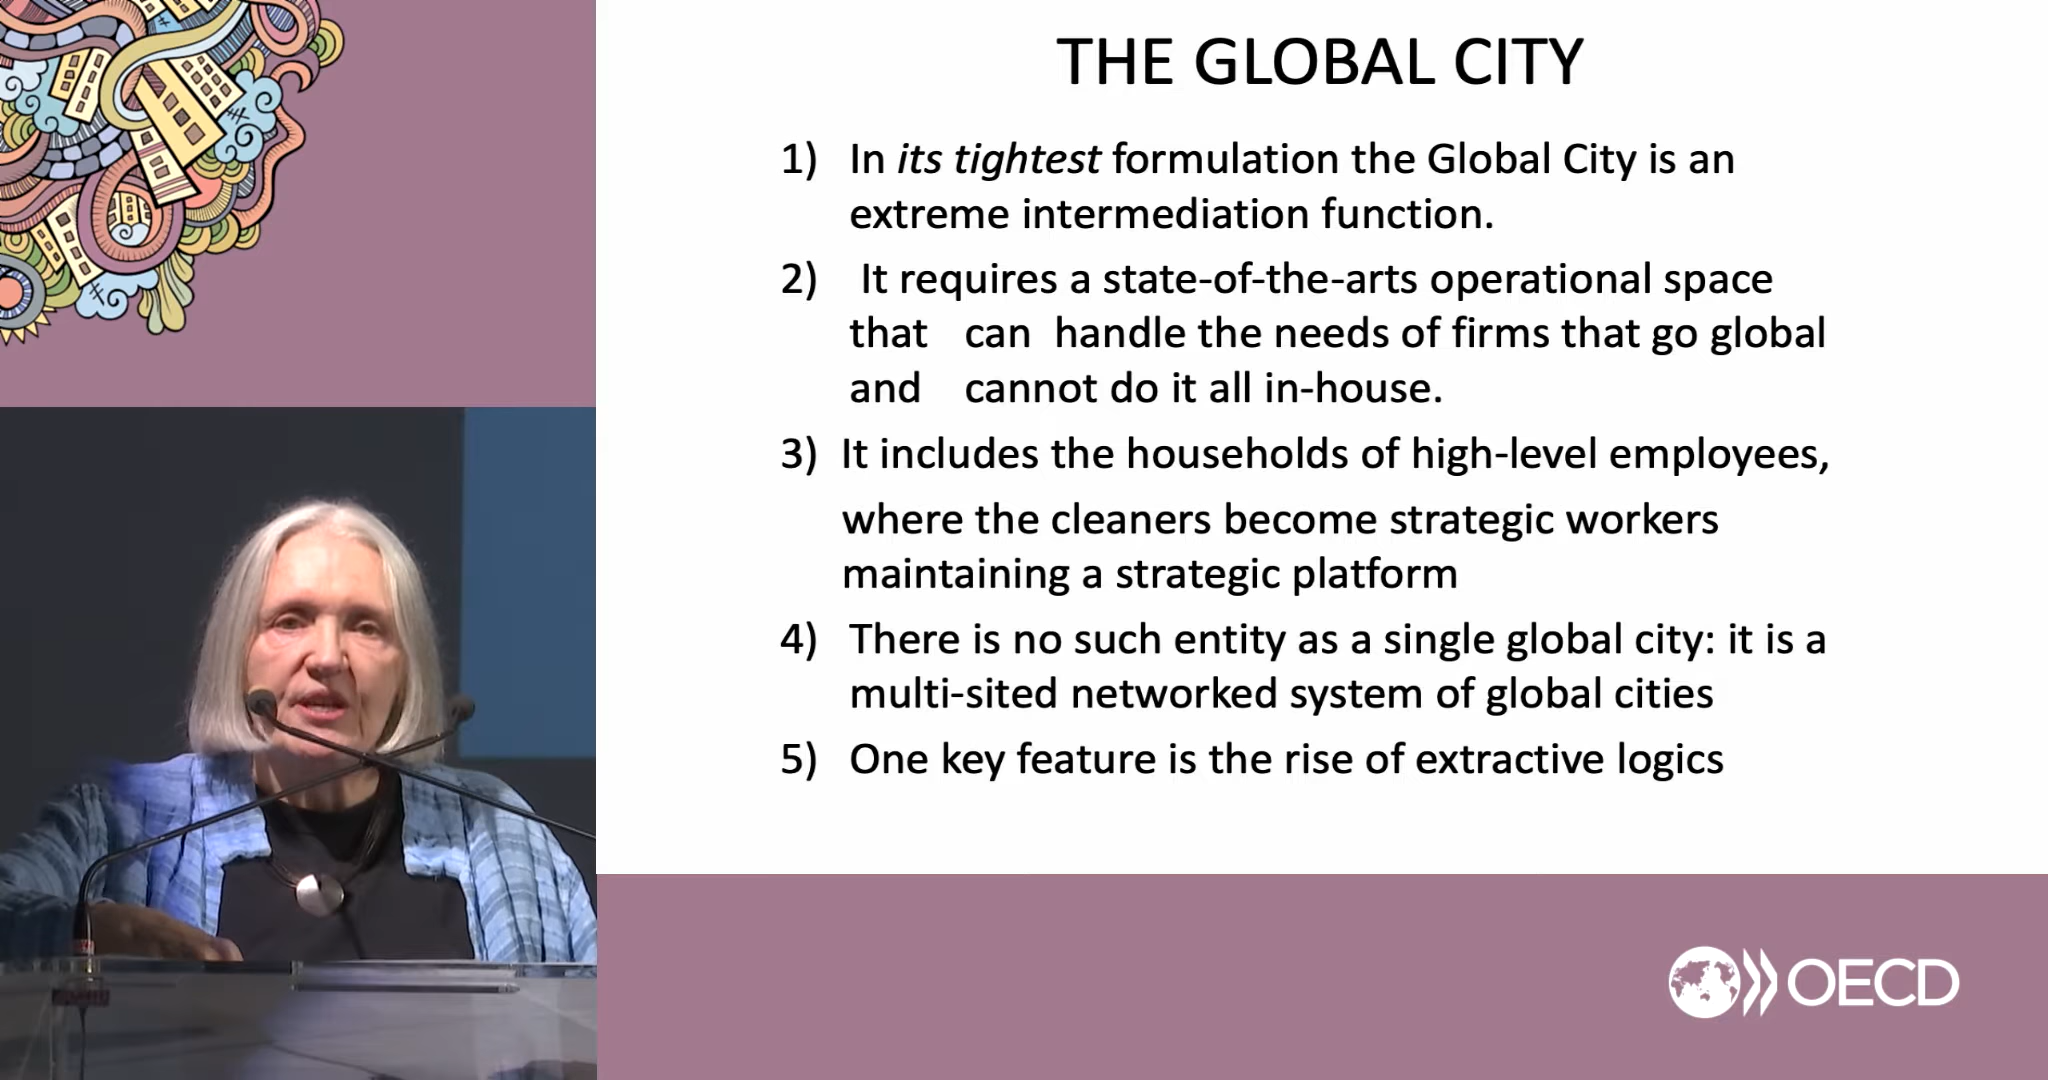 THE GLOBAL CITY
1) In its tightest formulation the Global City is an
extreme intermediation function.
2) It requires a state-of-the-arts operational space
that can handle the needs of firms that go global
and cannot do it all in-house.
3) It includes the households of high-level employees,
where the cleaners become strategic workers
maintaining a strategic platform
4) There is no such entity as a single global city: it is a
multi-sited networked system of global cities
5) One key feature is the rise of extractive logics
OECD